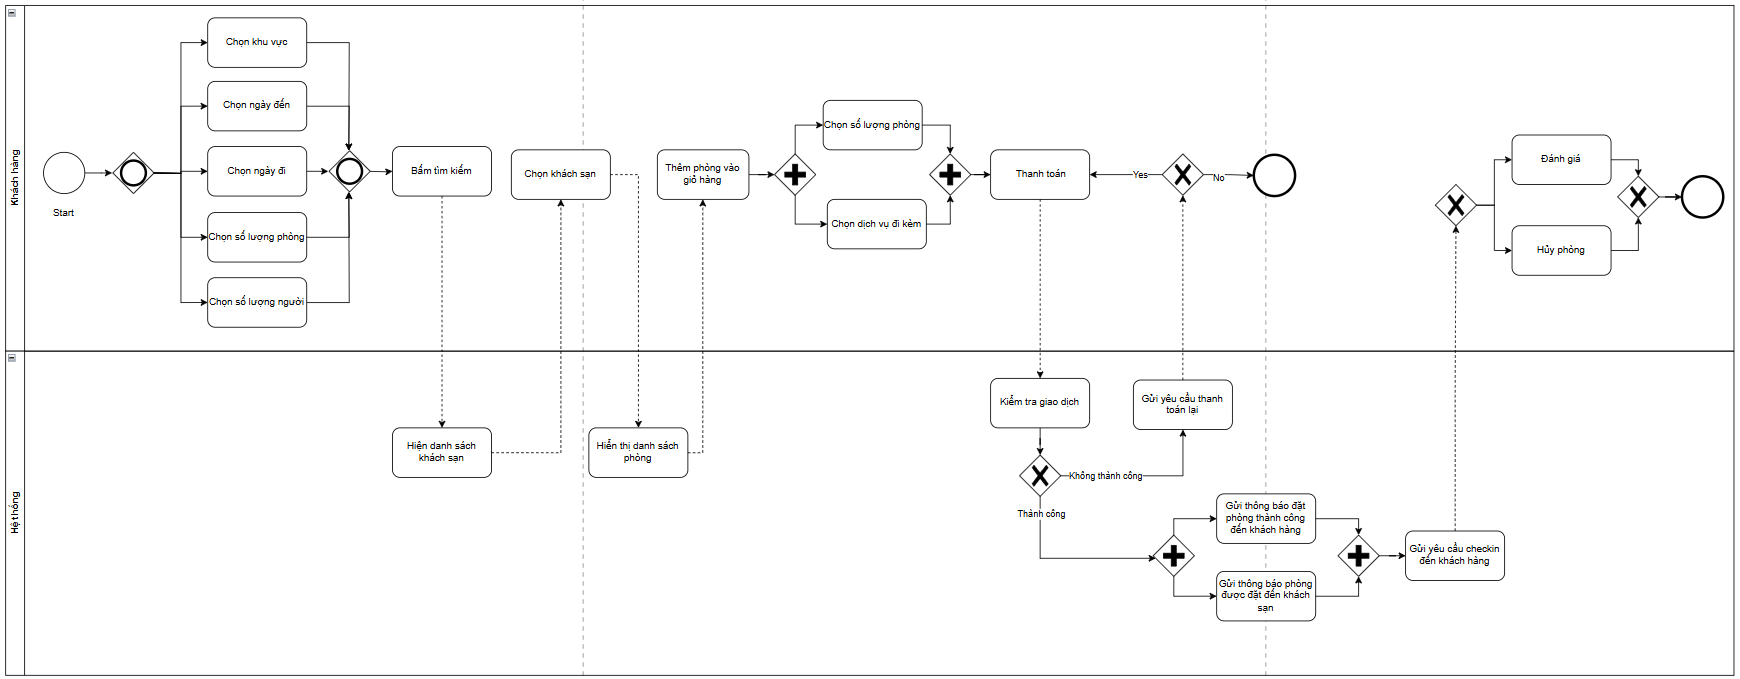 Khách hàng
Start
Chọn khu vực
Chọn ngày đến
Chọn ngày đi
Chọn số lượng phòng
Chọn số lượng người
Bấm tìm kiếm
Chọn khách sạn
Thêm phòng vào
giỏ hàng
Chọn số lượng phòng
Chọn dịch vụ đi kèm
Thanh toán
Yes
No
Đánh giá
Hủy phòng
Hệ thống
Hiện danh sách
khách sạn
Hiển thị danh sách
phòng
Kiểm tra giao dịch
Gửi yêu cầu thanh
toán lại
Không thành công
Thành công
Gửi thông báo đặt
phòng thành công
đến khách hàng
Gửi thông báo phòng
được đặt đến khách
sạn
Gửi yêu cầu checkin
đến khách hàng